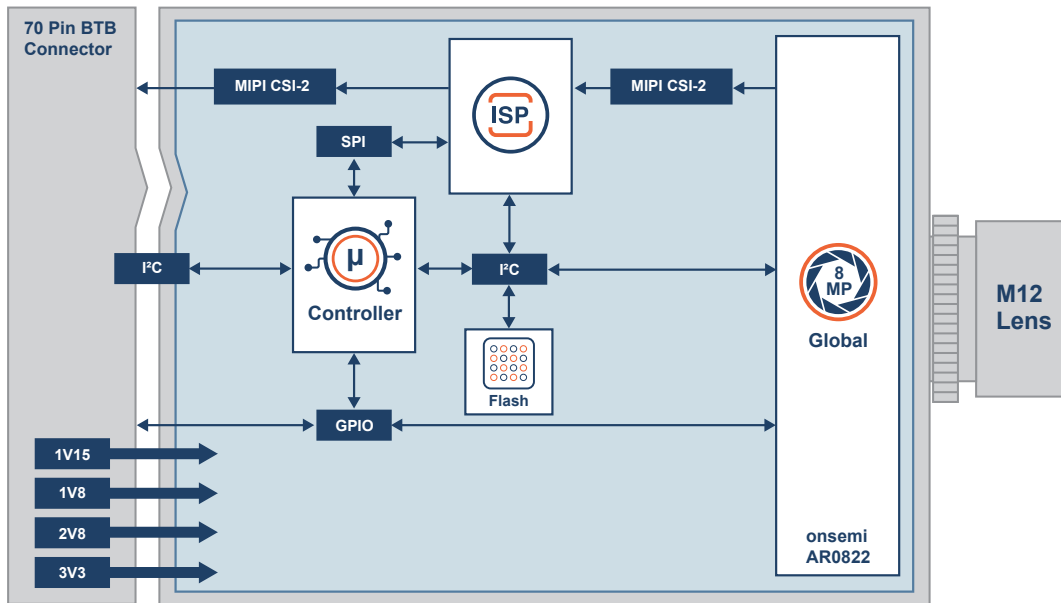 70 Pin BTB
Connector
MIPI CSI-2
ISP
MIPI CSI-2
SPI
I²C
µ
Controller
I²C
8
MP
Global
M12
Lens
Flash
GPIO
1V15
1V8
2V8
3V3
onsemi
AR0822